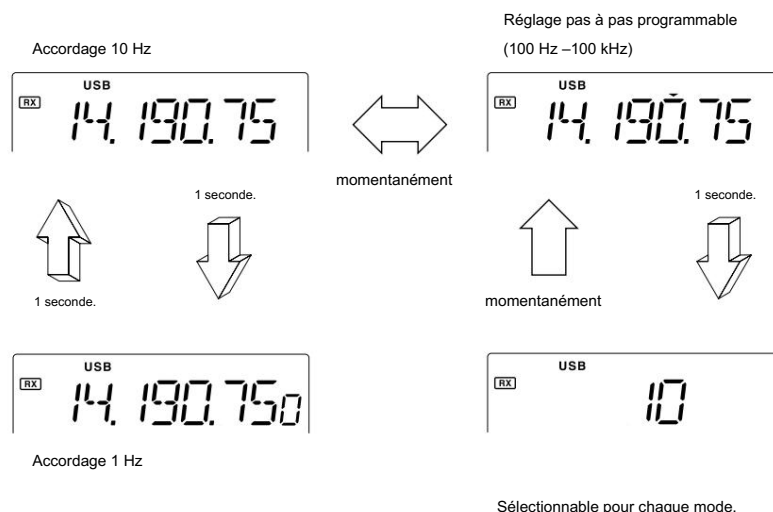 Réglage pas à pas programmable
Accordage 10 Hz
(100 Hz –100 kHz)
USB
RX
14.190.75
USB
RX
14.190.75
momentanément
1 seconde.
1 seconde.
1 seconde.
momentanément
USB
RX
14.190.750
USB
RX
10
Accordage 1 Hz
Sélectionnable pour chaque mode.